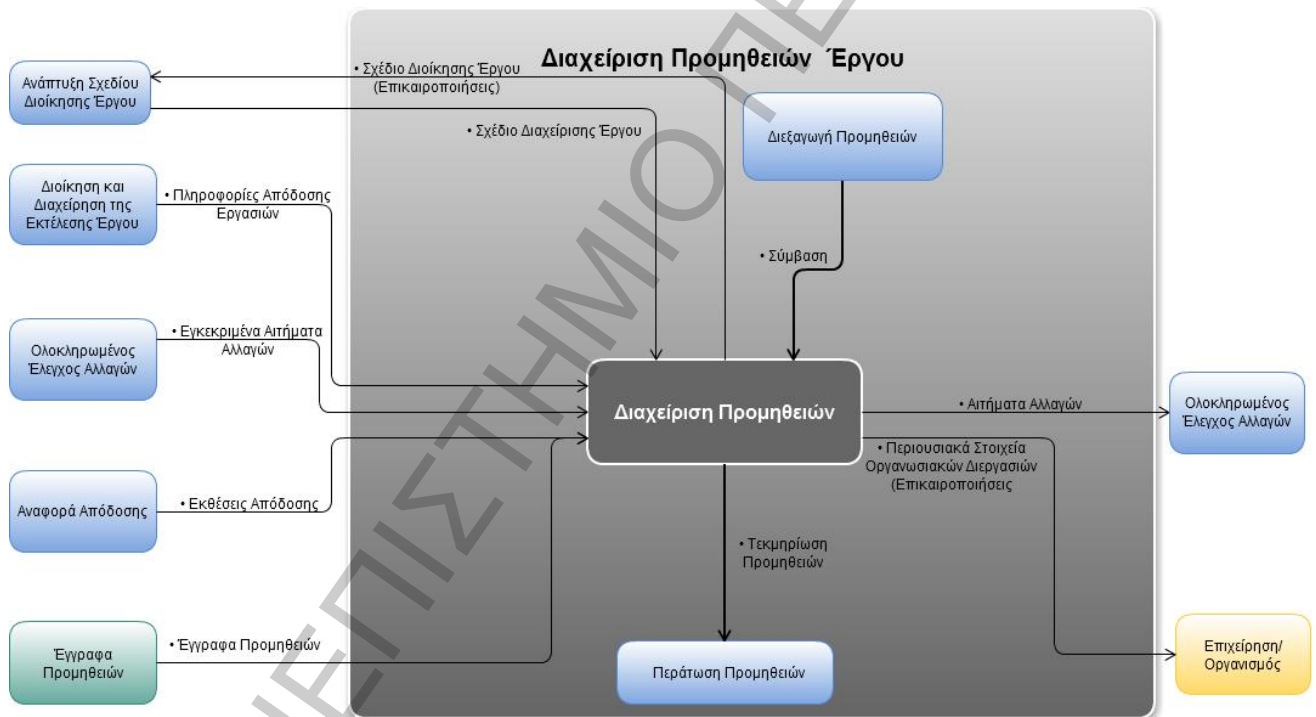 Διαχείριση Προμηθειών Έργου
Ανάπτυξη Σχεδίου
Διοίκησης Έργου
• Σχέδιο Διοίκησης Έργου
(Επικαιροποιήσεις)
• Σχέδιο Διαχείρισης Έργου
Διεξαγωγή Προμηθειών
Διοίκηση και
Διαχείρηση της
Εκτέλεσης Έργου
• Πληροφορίες Απόδοσης
Εργασιών
• Σύμβαση
Ολοκληρωμένος
Έλεγχος Αλλαγών
• Εγκεκριμένα Αιτήματα
Αλλαγών
Διαχείριση Προμηθειών
• Αιτήματα Αλλαγών
Ολοκληρωμένος
Έλεγχος Αλλαγών
• Περιουσιακά Στοιχεία
Οργανωσιακών Διεργασιών
(Επικαιροποιήσεις
Αναφορά Απόδοσης
• Εκθέσεις Απόδοσης
• Τεκμηρίωση
Προμηθειών
Έγγραφα
Προμηθειών
• Έγγραφα Προμηθειών
Περάτωση Προμηθειών
Επιχείρηση/
Οργανισμός